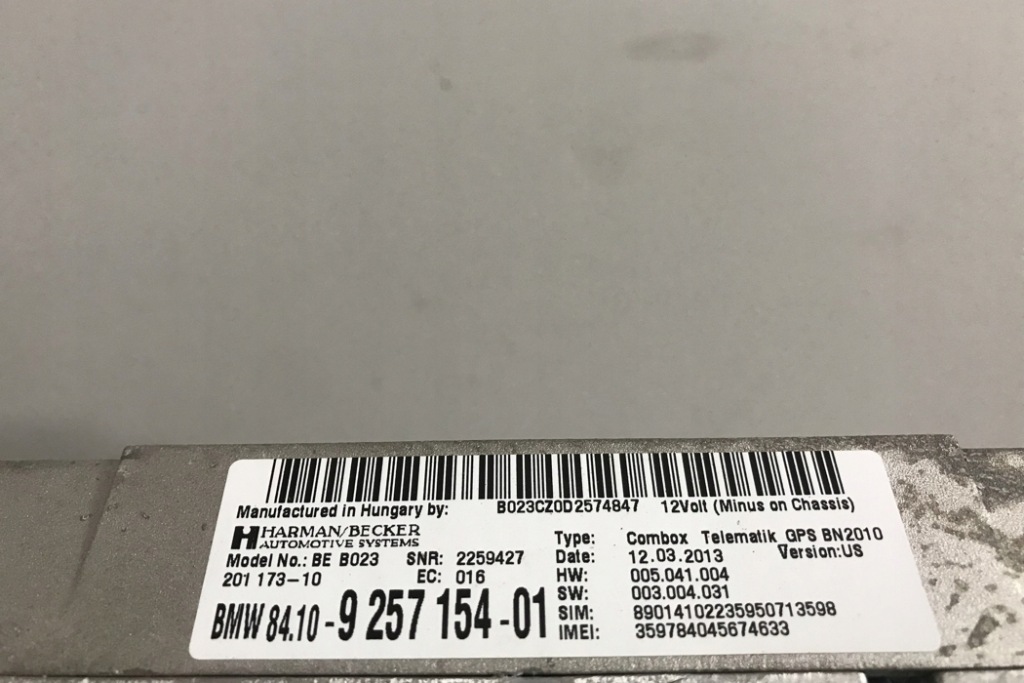 B023CZ0D2574847 12Volt (Minus on Chassis)
Manufactured in Hungary by:
HARMAN/BECKER
AUTOMOTIVE SYSTEMS
Model No.: BE B023 SNR: 2259427
201 173-10 EC: 016
BMW 84.10-9 257 154-01
Type: Combox Telematik GPS BN2010
Date: 12.03.2013 Version:US
HW: 005.041.004
SW: 003.004.031
SIM: 89014102235950713598
IMEI: 359784045674633